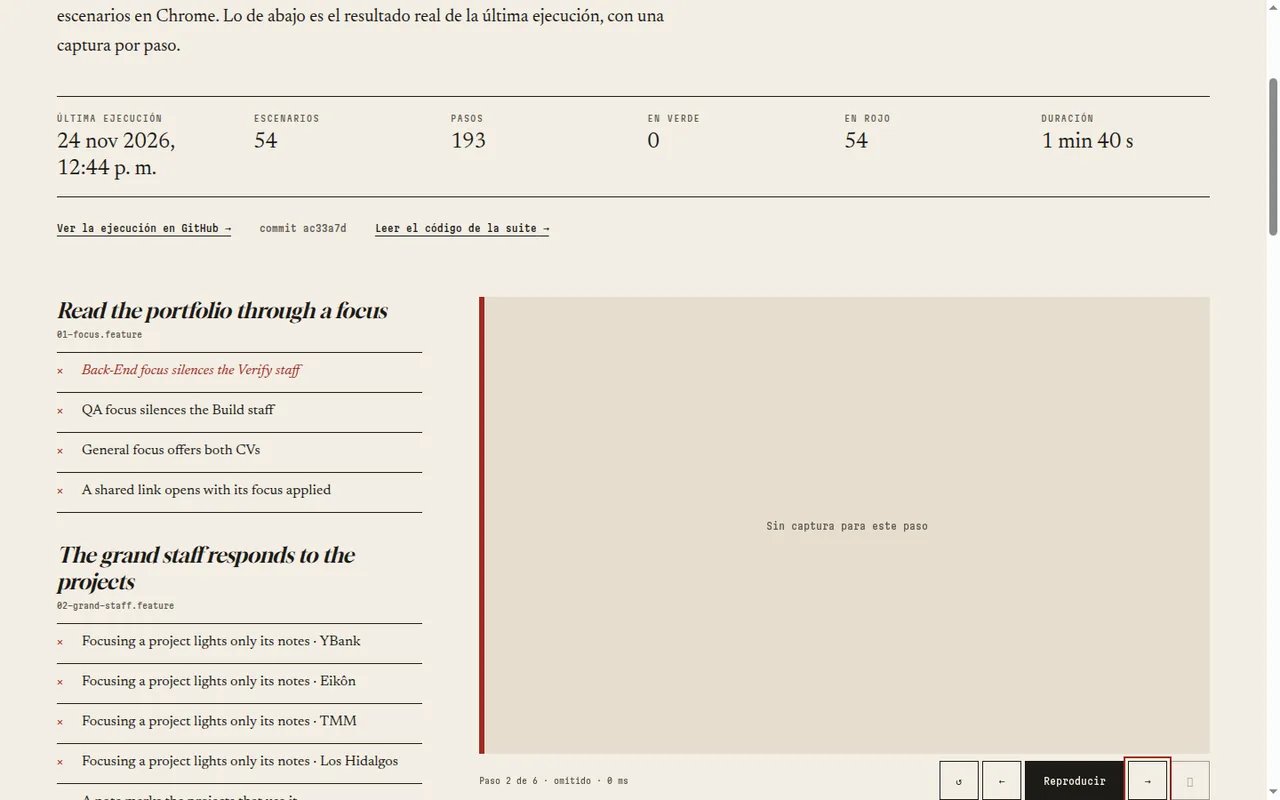 escenarios en Chrome. Lo de abajo es el resultado real de la última ejecución, con una
captura por paso.
ÚLTIMA EJECUCIÓN
24 nov 2026,
12:44 p. m.
ESCENARIOS
54
PASOS
193
EN VERDE
0
EN ROJO
54
DURACIÓN
1 min 40 s
Ver la ejecución en GitHub →
commit ac33a7d
Leer el código de la suite →
Read the portfolio through a focus
01-focus.feature
× Back-End focus silences the Verify staff
× QA focus silences the Build staff
× General focus offers both CVs
× A shared link opens with its focus applied
The grand staff responds to the
projects
02-grand-staff.feature
× Focusing a project lights only its notes · YBank
× Focusing a project lights only its notes · Eikôn
× Focusing a project lights only its notes · TMM
× Focusing a project lights only its notes · Los Hidalgos
A note marks the projects that use it
Sin captura para este paso
Paso 2 de 6 · omitido · 0 ms
↺
←
Reproducir
→